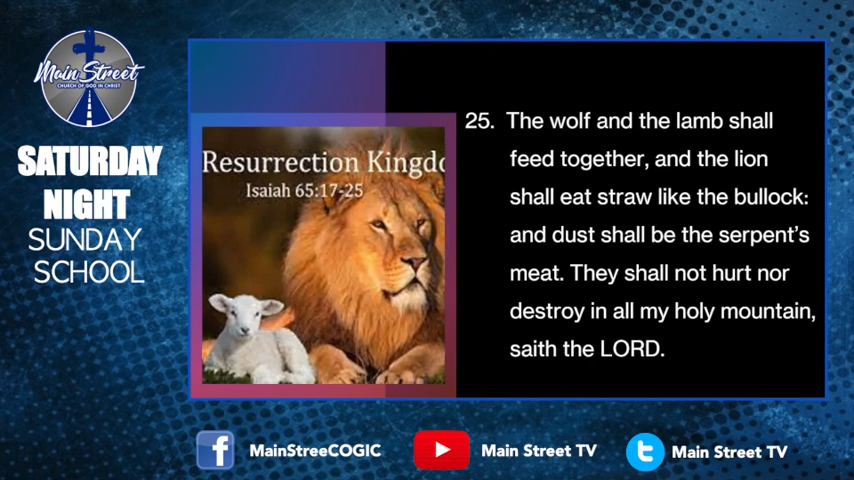 Main Street
CHURCH OF GOD IN CHRIST
SATURDAY
NIGHT
SUNDAY
SCHOOL
Resurrection Kingdo
Isaiah 65:17-25
25. The wolf and the lamb shall
feed together, and the lion
shall eat straw like the bullock:
and dust shall be the serpent's
meat. They shall not hurt nor
destroy in all my holy mountain,
saith the LORD.
MainStreeCOGIC
Main Street TV
Main Street TV